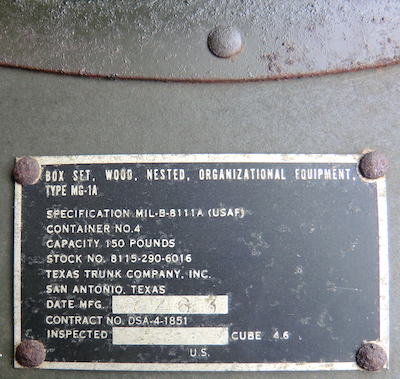 BOX SET, WOOD, NESTED, ORGANIZATIONAL EQUIPMENT,
TYPE MG-1A
SPECIFICATION MIL-B-8111A (USAF)
CONTAINER NO.4
CAPACITY 150 POUNDS
STOCK NO. 8115-290-6016
TEXAS TRUNK COMPANY, INC.
SAN ANTONIO, TEXAS
DATE MFG.
CONTRACT NO. DSA-4-1851
INSPECTED CUBE 4.6
U.S.